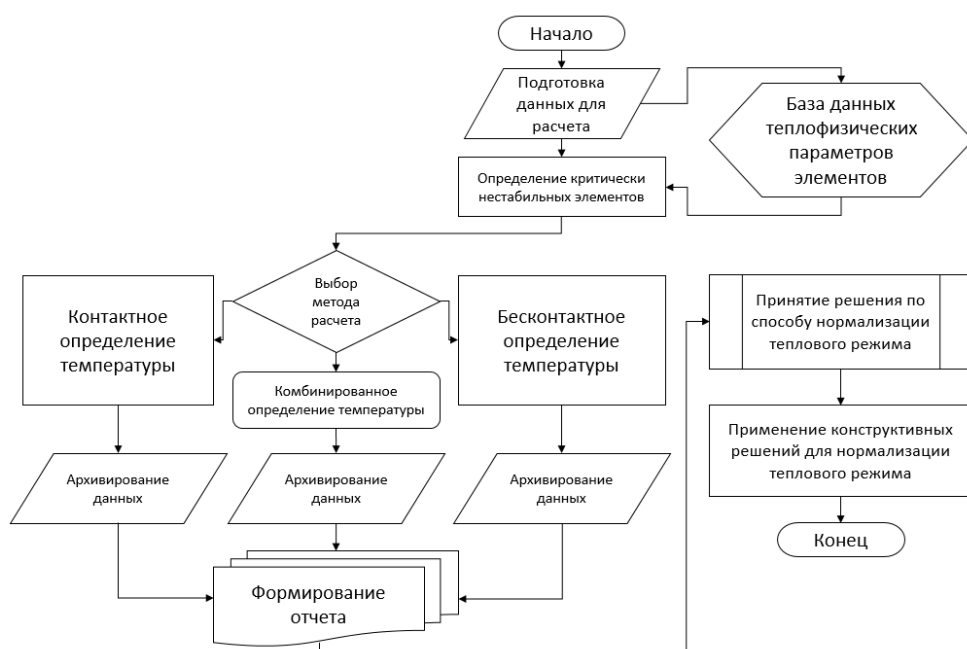 Начало
Подготовка
данных для
расчета
База данных
теплофизических
параметров
элементов
Определение критически
нестабильных элементов
Выбор
метода
расчета
Контактное
определение
температуры
Комбинированное
определение температуры
Бесконтактное
определение
температуры
Архивирование
данных
Архивирование
данных
Архивирование
данных
Формирование
отчета
Принятие решения по
способу нормализации
теплового режима
Применение конструктивных
решений для нормализации
теплового режима
Конец